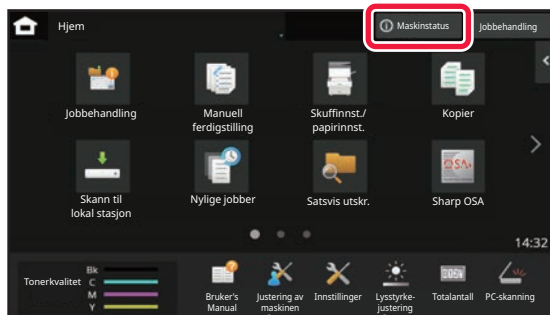 Hjem
Maskinstatus
Jobbehandling
Jobbehandling
Manuell
ferdigstilling
Skuffinnst./
papirinnst.
Kopier
Skann til
lokal stasjon
Nylige jobber
Satsvis utskr.
OSA
Sharp OSA
14:32
Tonerkvalitet
Bk
C
M
Y
Bruker's
Manual
Justering av
maskinen
Innstillinger
Lysstyrke-
justering
Totalantall
PC-skanning